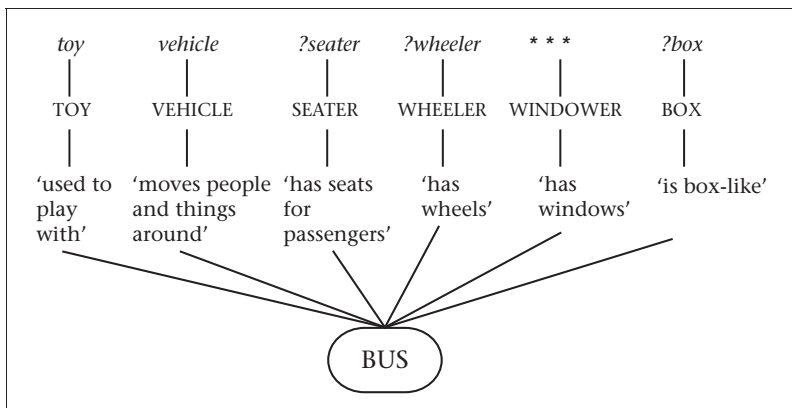 toy vehicle ?seater ?wheeler * * * ?box
TOY VEHICLE SEATER WHEELER WINDOWER BOX
‘used to ‘moves people ‘has seats ‘has ‘has ‘is box-like’
play and things for wheels’ windows’
with’ around’ passengers’
BUS